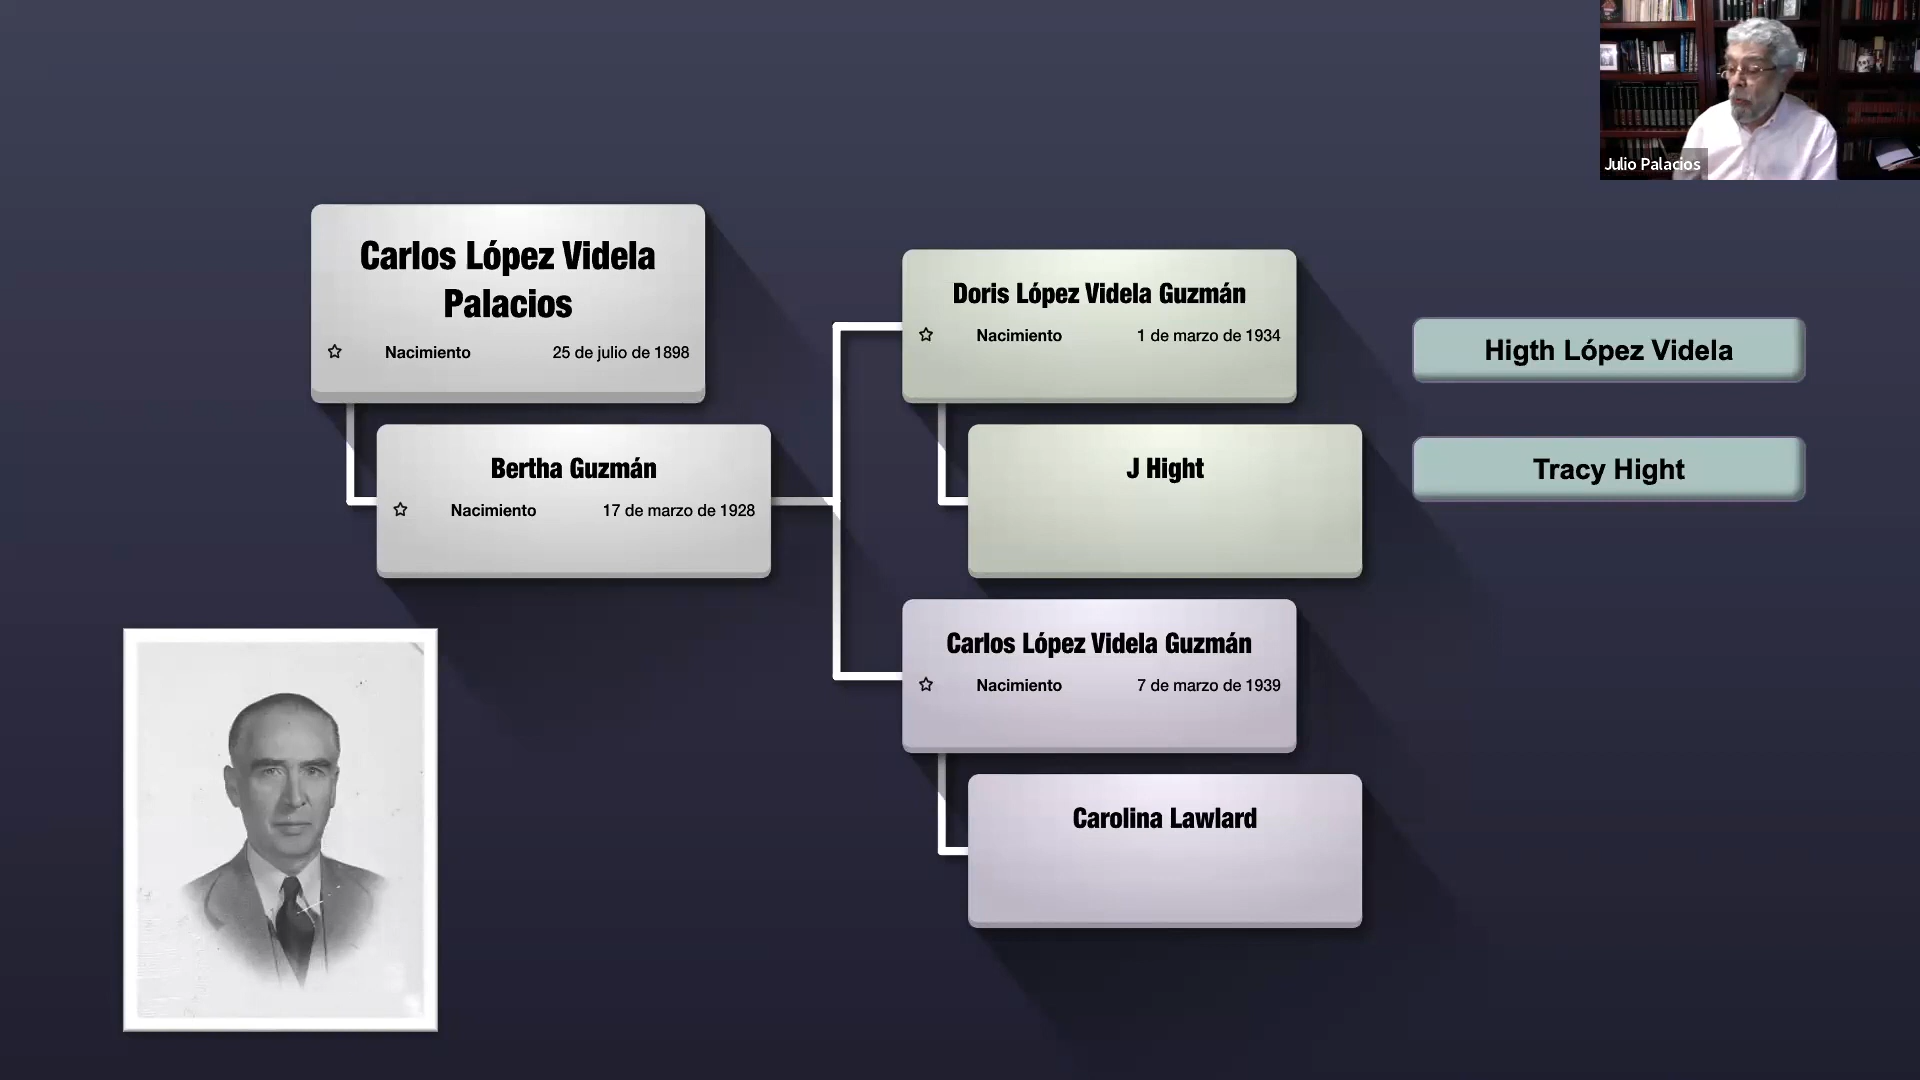 Julio Palacios
Carlos López Videla
Palacios
Nacimiento 25 de julio de 1898
Bertha Guzmán
Nacimiento 17 de marzo de 1928
Doris López Videla Guzmán
Nacimiento 1 de marzo de 1934
J Hight
Carlos López Videla Guzmán
Nacimiento 7 de marzo de 1939
Carolina Lawlard
Higth López Videla
Tracy Hight